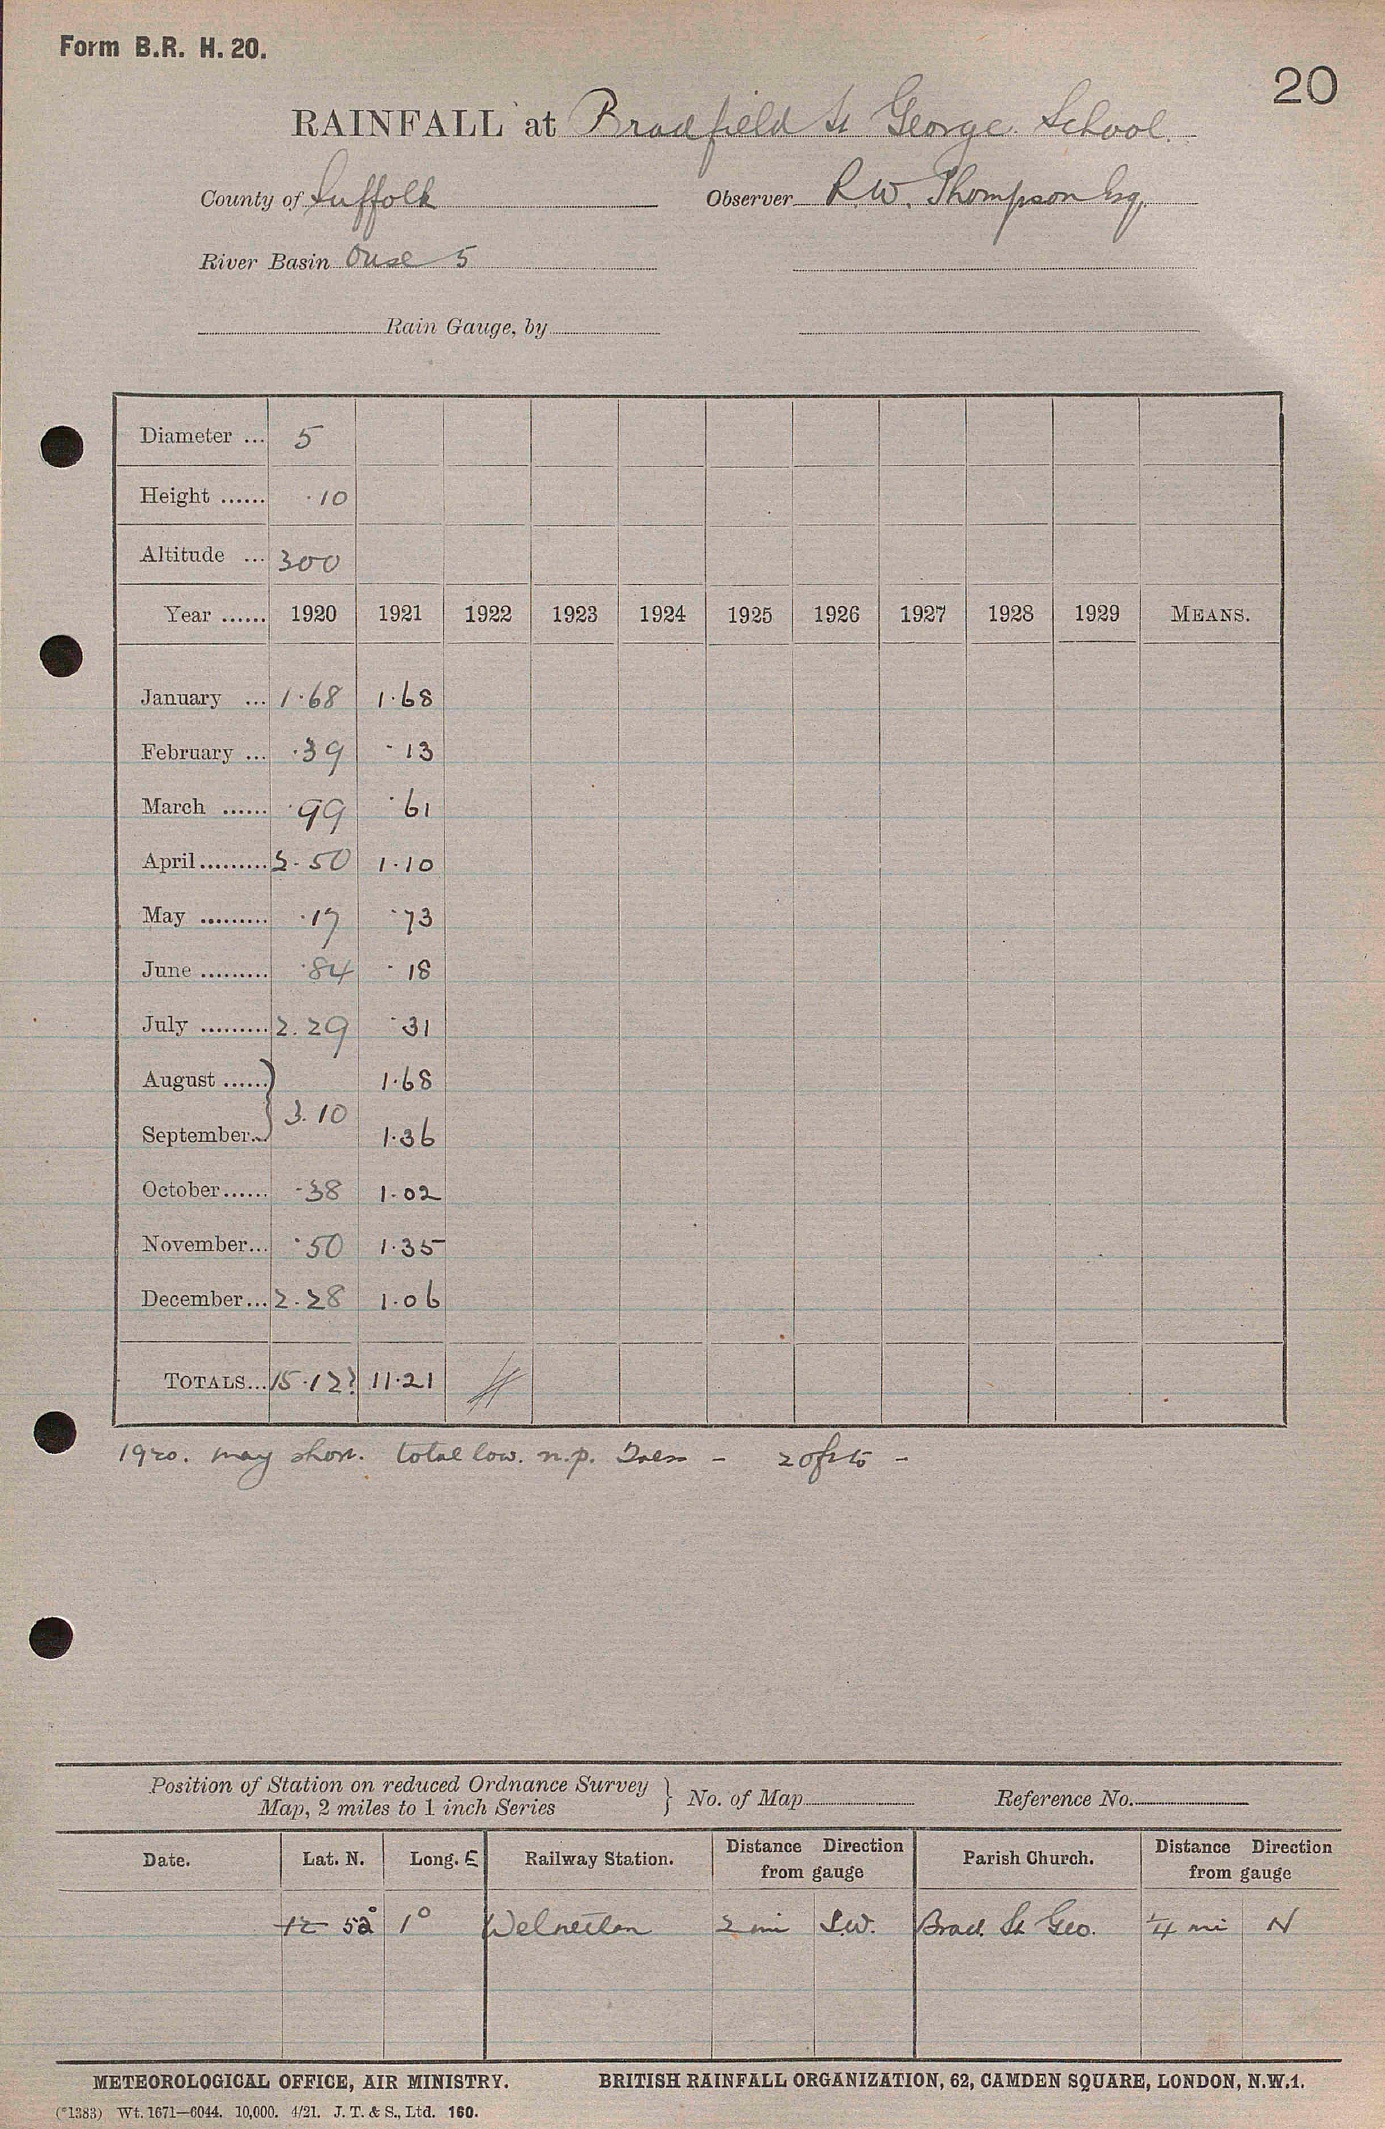 Form B.R. H. 20.
20
RAINFALL at Bradfield St George School.
County of Suffolk Observer R.W. Thompson Esq.
River Basin Ouse 5
Rain Gauge, by
Diameter ... 5
Height ...... ·10
Altitude ... 300
Year ...... 1920 1921 1922 1923 1924 1925 1926 1927 1928 1929 MEANS.
January ... 1·68 1·68
February ... ·39 ·13
March ...... ·99 ·61
April......... 2·50 1·10
May ......... ·17 ·73
June ......... ·84 ·18
July ......... 2.29 ·31
August ...... } 1·68
3.10
September... 1·36
October...... ·38 1·02
November... ·50 1·35
December... 2·28 1·06
TOTALS... 15·12? 11·21
1920. may short. total low. n.p.
Position of Station on reduced Ordnance Survey
Map, 2 miles to 1 inch Series } No. of Map Reference No.
Date. Lat. N. Long. E Railway Station. Distance Direction from gauge Parish Church. Distance Direction from gauge
12 52° 1° Welnetton 2 mi S.W. Brad. St Geo. ¼ mi N
METEOROLOGICAL OFFICE, AIR MINISTRY. BRITISH RAINFALL ORGANIZATION, 62, CAMDEN SQUARE, LONDON, N.W.1.
(*1383) Wt. 1671—6044. 10,000. 4/21. J. T. & S., Ltd. 160.